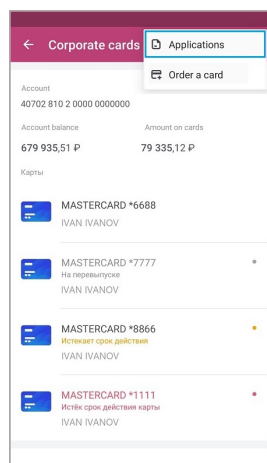 Corporate cards
Applications
Order a card
Account
40702 810 2 0000 0000000
Account balance
Amount on cards
679 935,51 ₽
79 335,12 ₽
Карты
MASTERCARD *6688
IVAN IVANOV
MASTERCARD *7777
На перевыпуске
IVAN IVANOV
MASTERCARD *8866
Истекает срок действия
IVAN IVANOV
MASTERCARD *1111
Истёк срок действия карты
IVAN IVANOV